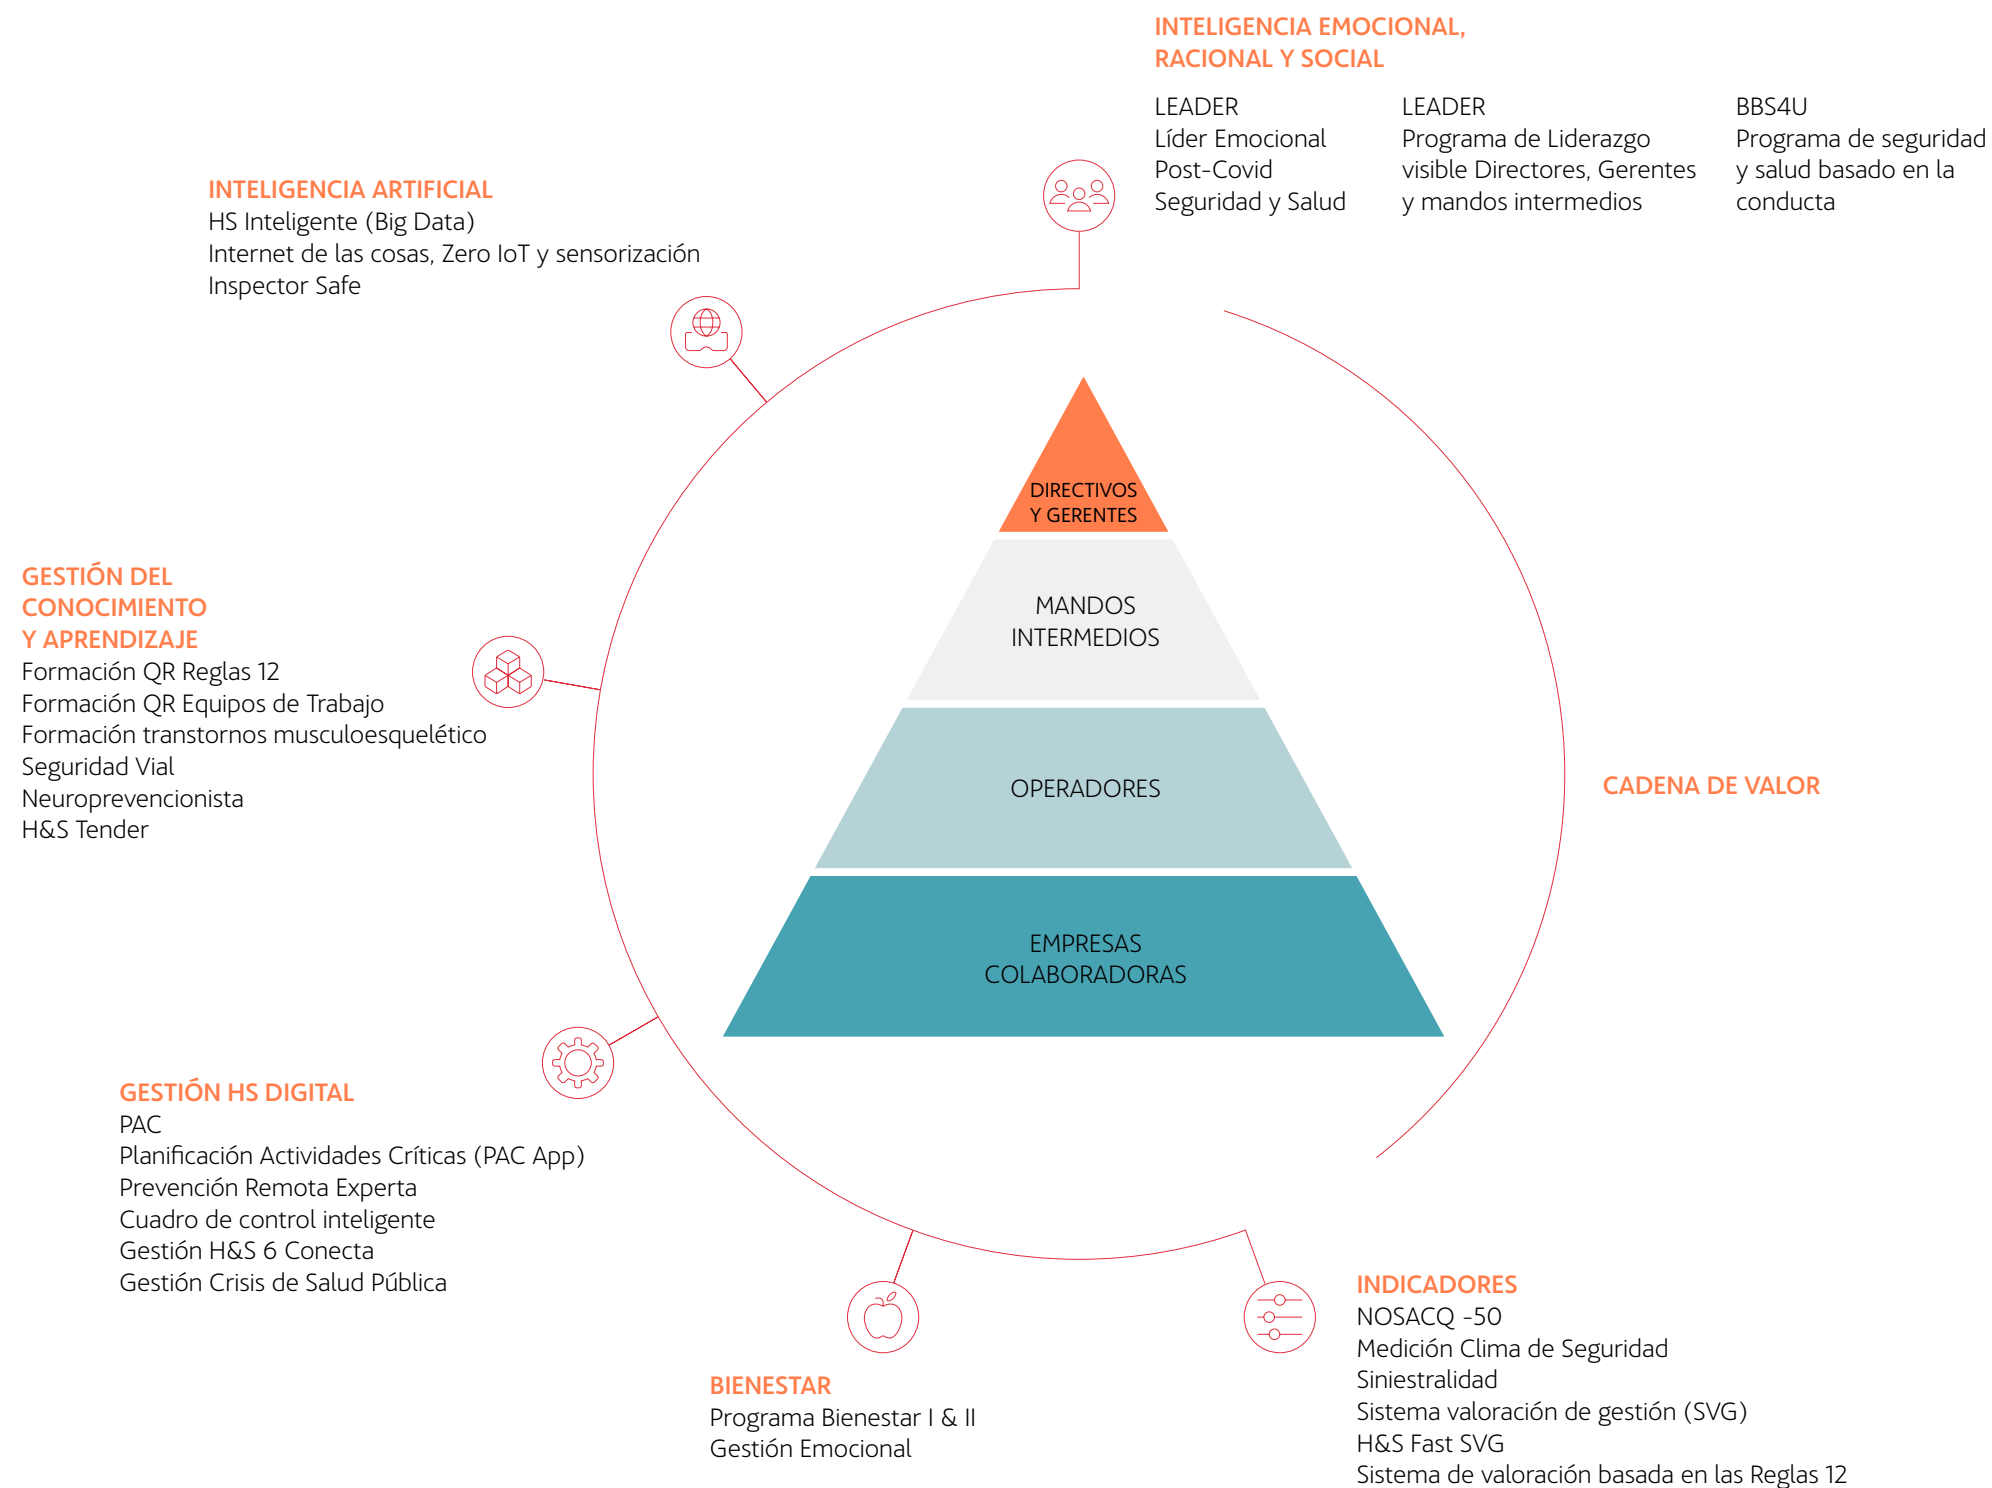 INTELIGENCIA EMOCIONAL,
RACIONAL Y SOCIAL
LEADER
Líder Emocional
Post-Covid
Seguridad y Salud
LEADER
Programa de Liderazgo
visible Directores, Gerentes
y mandos intermedios
BBS4U
Programa de seguridad
y salud basado en la
conducta
INTELIGENCIA ARTIFICIAL
HS Inteligente (Big Data)
Internet de las cosas, Zero IoT y sensorización
Inspector Safe
DIRECTIVOS
Y GERENTES
MANDOS
INTERMEDIOS
OPERADORES
EMPRESAS
COLABORADORAS
GESTIÓN DEL
CONOCIMIENTO
Y APRENDIZAJE
Formación QR Reglas 12
Formación QR Equipos de Trabajo
Formación transtornos musculoesquelético
Seguridad Vial
Neuroprevencionista
H&S Tender
CADENA DE VALOR
GESTIÓN HS DIGITAL
PAC
Planificación Actividades Críticas (PAC App)
Prevención Remota Experta
Cuadro de control inteligente
Gestión H&S 6 Conecta
Gestión Crisis de Salud Pública
BIENESTAR
Programa Bienestar I & II
Gestión Emocional
INDICADORES
NOSACQ -50
Medición Clima de Seguridad
Siniestralidad
Sistema valoración de gestión (SVG)
H&S Fast SVG
Sistema de valoración basada en las Reglas 12